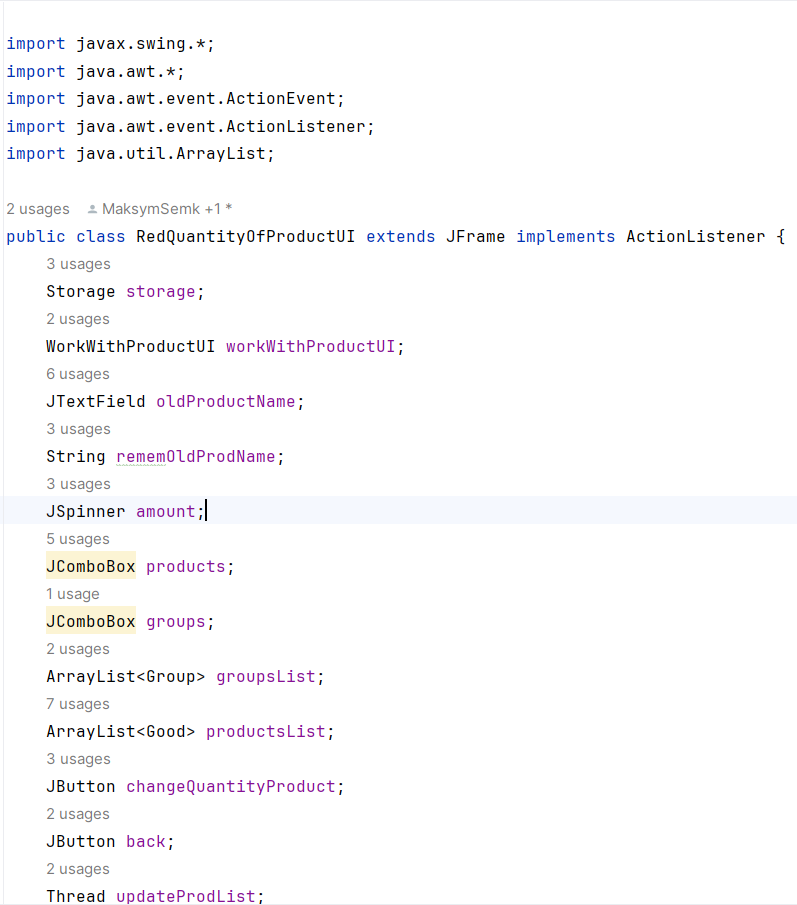 import javax.swing.*;
import java.awt.*;
import java.awt.event.ActionEvent;
import java.awt.event.ActionListener;
import java.util.ArrayList;
2 usages MaksymSemk +1 *
public class RedQuantityOfProductUI extends JFrame implements ActionListener {
3 usages
Storage storage;
2 usages
WorkWithProductUI workWithProductUI;
6 usages
JTextField oldProductName;
3 usages
String rememOldProdName;
3 usages
JSpinner amount;
5 usages
JComboBox products;
1 usage
JComboBox groups;
2 usages
ArrayList<Group> groupsList;
7 usages
ArrayList<Good> productsList;
3 usages
JButton changeQuantityProduct;
2 usages
JButton back;
2 usages
Thread updateProdList;